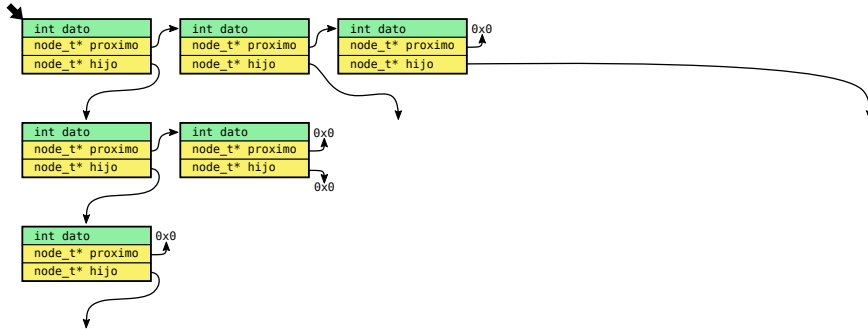 int dato
node_t* proximo
node_t* hijo
int dato
node_t* proximo
node_t* hijo
int dato
node_t* proximo
node_t* hijo
0x0
int dato
node_t* proximo
node_t* hijo
int dato
node_t* proximo
node_t* hijo
0x0
0x0
int dato
node_t* proximo
node_t* hijo
0x0